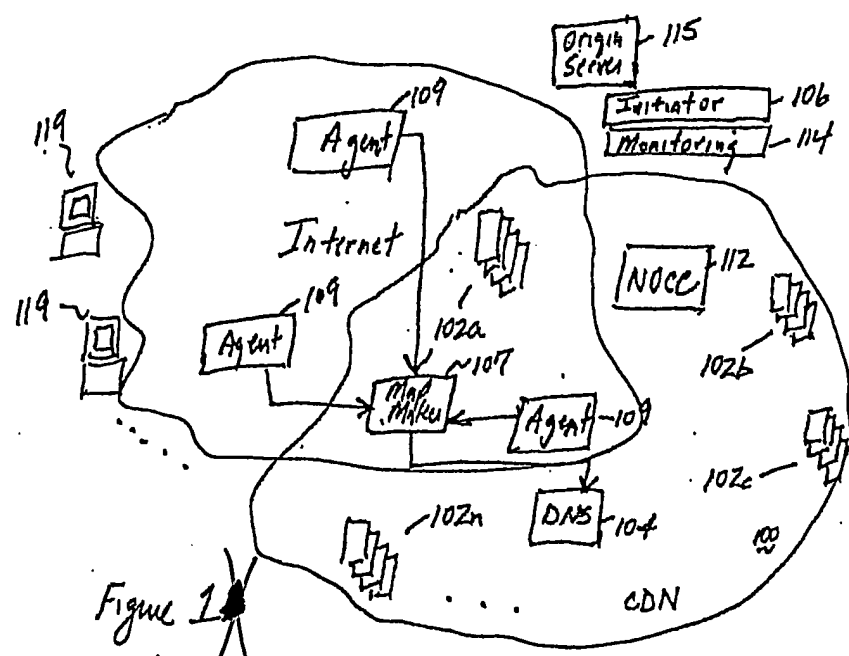 Origin
Server
115
Initiator
106
Monitoring
114
109
Agent
119
Internet
NOCC
112
119
109
Agent
102a
107
Map
Maker
102b
Agent
109
102c
DNS
104
102n
100
Figure 1
. . .
CDN